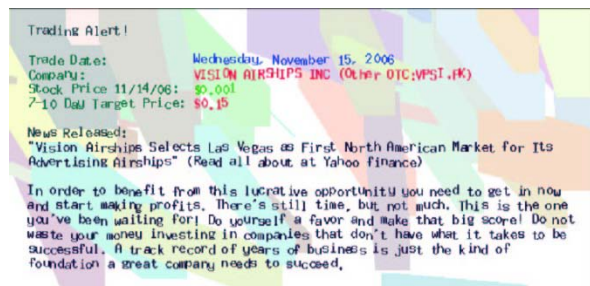 Trading Alert!
Trade Date: Wednesday, November 15, 2006
Company: VISION AIRSHIPS INC (Other OTC:VPSI.PK)
Stock Price 11/14/06: $0.001
7-10 Day Target Price: $0.15
News Released:
"Vision Airships Selects Las Vegas as First North American Market for Its
Advertising Airships" (Read all about at Yahoo finance)
In order to benefit from this lucrative opportunity you need to get in now
and start making profits. There's still time, but not much. This is the one
you've been waiting for! Do yourself a favor and make that big score! Do not
waste your money investing in companies that don't have what it takes to be
successful. A track record of years of business is just the kind of
foundation a great company needs to succeed.